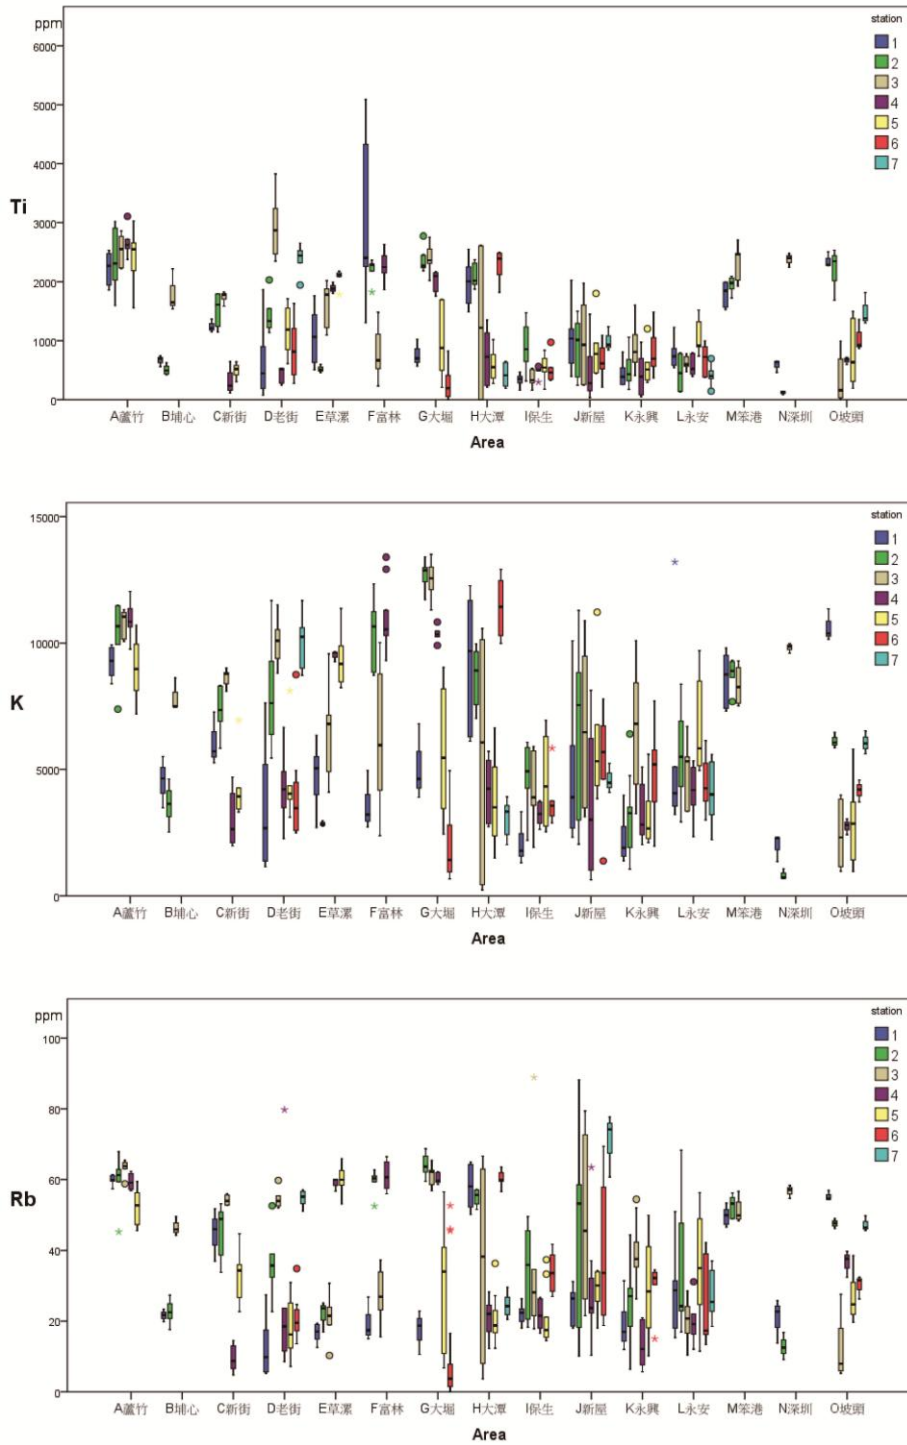 ppm
station
6000
1
2
5000
3
4
5
4000
6
7
Ti
3000
2000
1000
0
A蘆竹 B埔心 C新街 D老街 E草漯 F富林 G大堀 H大潭 I保生 J新屋 K永興 L永安 M笨港 N深圳 O坡頭
Area
15000
station
1
2
3
4
5
10000
6
7
K
5000
0
A蘆竹 B埔心 C新街 D老街 E草漯 F富林 G大堀 H大潭 I保生 J新屋 K永興 L永安 M笨港 N深圳 O坡頭
Area
ppm
station
100
1
2
3
4
80
5
6
7
60
Rb
40
20
0
A蘆竹 B埔心 C新街 D老街 E草漯 F富林 G大堀 H大潭 I保生 J新屋 K永興 L永安 M笨港 N深圳 O坡頭
Area